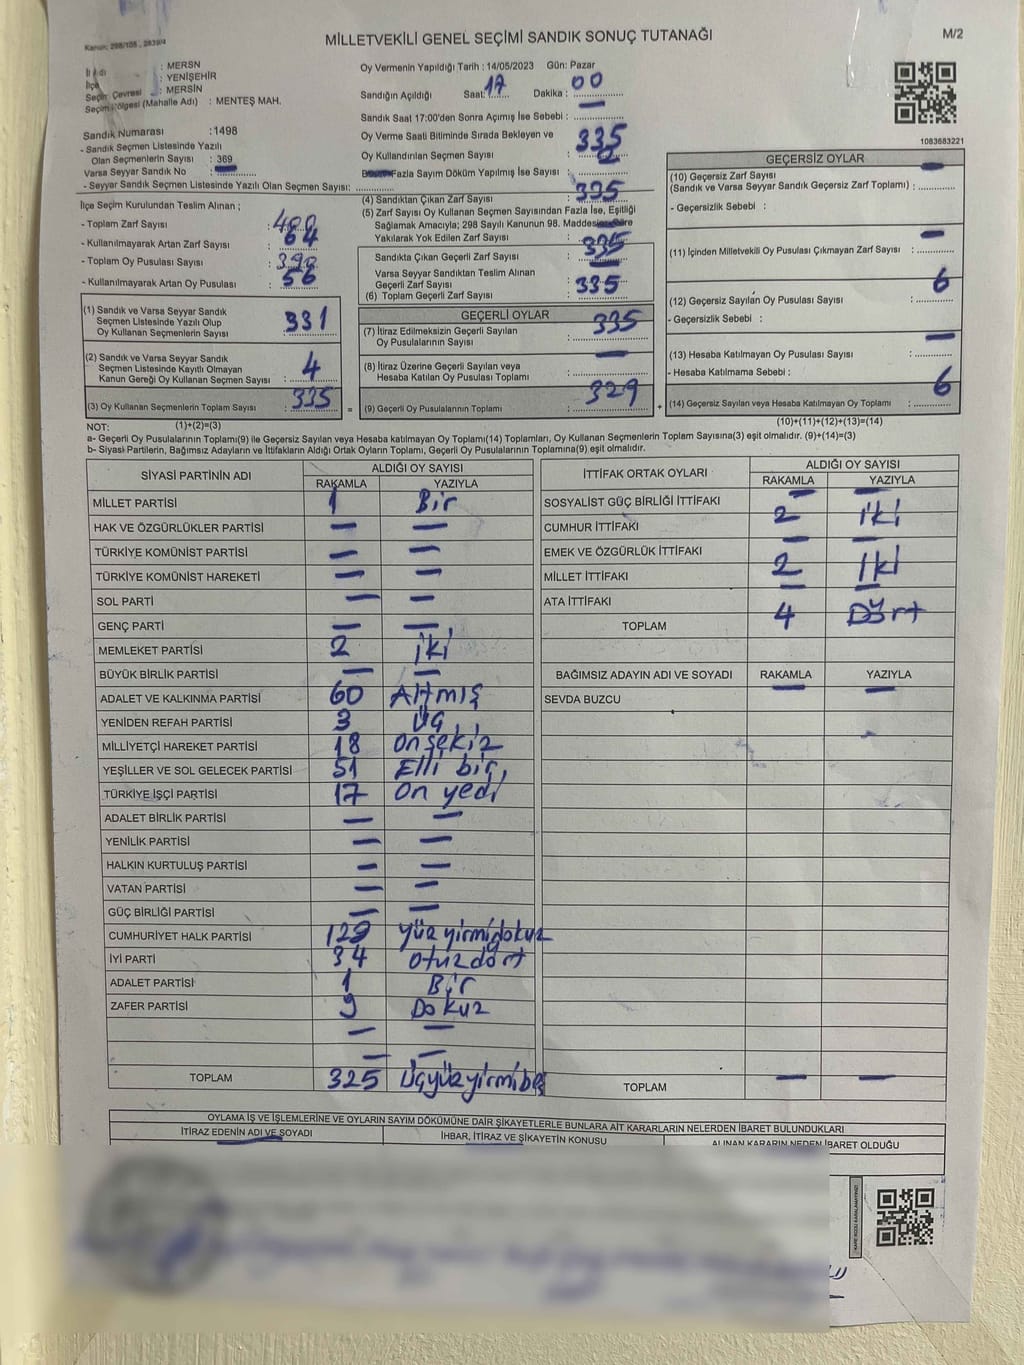 Kanun: 298/105, 2839/4
MİLLETVEKİLİ GENEL SEÇİMİ SANDIK SONUÇ TUTANAĞI
M/2
İl Adı : MERSN
İlçe : YENİŞEHİR
Seçim Çevresi : MERSİN
Seçim Bölgesi (Mahalle Adı) : MENTEŞ MAH.
Sandık Numarası : 1498
- Sandık Seçmen Listesinde Yazılı
Olan Seçmenlerin Sayısı : 369
Varsa Seyyar Sandık No
- Seyyar Sandık Seçmen Listesinde Yazılı Olan Seçmen Sayısı:
Oy Vermenin Yapıldığı Tarih : 14/05/2023 Gün: Pazar
Sandığın Açıldığı Saat: 17 Dakika : 00
Sandık Saat 17:00'den Sonra Açımış İse Sebebi : —
Oy Verme Saati Bitiminde Sırada Bekleyen ve
Oy Kullandırılan Seçmen Sayısı : 335
Fazla Sayım Döküm Yapılmış İse Sayısı :
1083683221
İlçe Seçim Kurulundan Teslim Alınan ;
- Toplam Zarf Sayısı : 400
- Kullanılmayarak Artan Zarf Sayısı : 64
- Toplam Oy Pusulası Sayısı : 390
- Kullanılmayarak Artan Oy Pusulası : 56
(1) Sandık ve Varsa Seyyar Sandık
Seçmen Listesinde Yazılı Olup
Oy Kullanan Seçmenlerin Sayısı : 331
(2) Sandık ve Varsa Seyyar Sandık
Seçmen Listesinde Kayıtlı Olmayan
Kanun Gereği Oy Kullanan Seçmen Sayısı : 4
(3) Oy Kullanan Seçmenlerin Toplam Sayısı : 335
(4) Sandıktan Çıkan Zarf Sayısı : 335
(5) Zarf Sayısı Oy Kullanan Seçmen Sayısından Fazla İse, Eşitliği
Sağlamak Amacıyla; 298 Sayılı Kanunun 98. Maddesine Göre
Yakılarak Yok Edilen Zarf Sayısı : —
Sandıkta Çıkan Geçerli Zarf Sayısı : 335
Varsa Seyyar Sandıktan Teslim Alınan
Geçerli Zarf Sayısı : —
(6) Toplam Geçerli Zarf Sayısı : 335
GEÇERLİ OYLAR
(7) İtiraz Edilmeksizin Geçerli Sayılan
Oy Pusulalarının Sayısı : 335
(8) İtiraz Üzerine Geçerli Sayılan veya
Hesaba Katılan Oy Pusulası Toplamı : —
= (9) Geçerli Oy Pusulalarının Toplamı : 329
GEÇERSİZ OYLAR
(10) Geçersiz Zarf Sayısı
(Sandık ve Varsa Seyyar Sandık Geçersiz Zarf Toplamı) : —
- Geçersizlik Sebebi :
(11) İçinden Milletvekili Oy Pusulası Çıkmayan Zarf Sayısı : —
(12) Geçersiz Sayılan Oy Pusulası Sayısı : 6
- Geçersizlik Sebebi :
(13) Hesaba Katılmayan Oy Pusulası Sayısı : —
- Hesaba Katılmama Sebebi :
+ (14) Geçersiz Sayılan veya Hesaba Katılmayan Oy Toplamı : 6
NOT: (1)+(2)=(3)
(10)+(11)+(12)+(13)=(14)
a- Geçerli Oy Pusulalarının Toplamı(9) ile Geçersiz Sayılan veya Hesaba katılmayan Oy Toplamı(14) Toplamları, Oy Kullanan Seçmenlerin Toplam Sayısına(3) eşit olmalıdır. (9)+(14)=(3)
b- Siyasi Partilerin, Bağımsız Adayların ve İttifakların Aldığı Ortak Oyların Toplamı, Geçerli Oy Pusulalarının Toplamına(9) eşit olmalıdır.
SİYASİ PARTİNİN ADI
ALDIĞI OY SAYISI
RAKAMLA YAZIYLA
MİLLET PARTİSİ 1 Bir
HAK VE ÖZGÜRLÜKLER PARTİSİ — —
TÜRKİYE KOMÜNİST PARTİSİ — —
TÜRKİYE KOMÜNİST HAREKETİ — —
SOL PARTİ — —
GENÇ PARTİ — —
MEMLEKET PARTİSİ 2 iki
BÜYÜK BİRLİK PARTİSİ — —
ADALET VE KALKINMA PARTİSİ 60 Altmış
YENİDEN REFAH PARTİSİ 3 Üç
MİLLİYETÇİ HAREKET PARTİSİ 18 On sekiz
YEŞİLLER VE SOL GELECEK PARTİSİ 51 Elli bir
TÜRKİYE İŞÇİ PARTİSİ 17 On yedi
ADALET BİRLİK PARTİSİ — —
YENİLİK PARTİSİ — —
HALKIN KURTULUŞ PARTİSİ — —
VATAN PARTİSİ — —
GÜÇ BİRLİĞİ PARTİSİ — —
CUMHURİYET HALK PARTİSİ 129 yüz yirmidokuz
İYİ PARTİ 34 otuzdört
ADALET PARTİSİ 1 Bir
ZAFER PARTİSİ 9 Dokuz
— —
— —
TOPLAM 325 Üçyüzyirmibeş
İTTİFAK ORTAK OYLARI
ALDIĞI OY SAYISI
RAKAMLA YAZIYLA
SOSYALİST GÜÇ BİRLİĞİ İTTİFAKI — —
CUMHUR İTTİFAKI 2 iki
EMEK VE ÖZGÜRLÜK İTTİFAKI — —
MİLLET İTTİFAKI 2 İki
ATA İTTİFAKI — —
TOPLAM 4 Dört
BAĞIMSIZ ADAYIN ADI VE SOYADI RAKAMLA YAZIYLA
SEVDA BUZCU — —
TOPLAM — —
OYLAMA İŞ VE İŞLEMLERİNE VE OYLARIN SAYIM DÖKÜMÜNE DAİR ŞİKAYETLERLE BUNLARA AİT KARARLARIN NELERDEN İBARET BULUNDUKLARI
İTİRAZ EDENİN ADI VE SOYADI
İHBAR, İTİRAZ VE ŞİKAYETİN KONUSU
ALINAN KARARIN NEDEN İBARET OLDUĞU